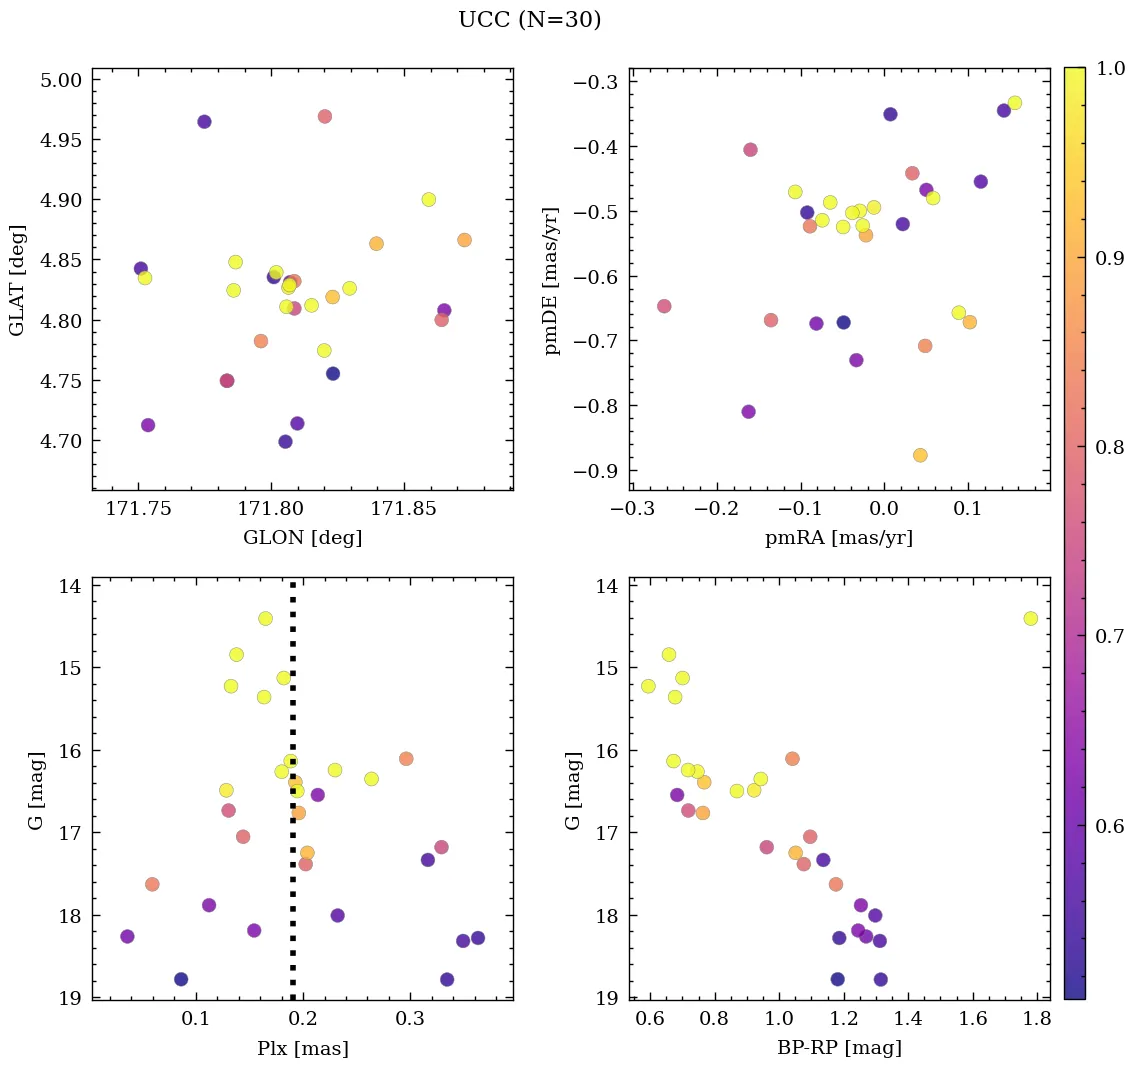 UCC (N=30)
5.00
4.95
4.90
4.85
4.80
4.75
4.70
GLAT [deg]
171.75 171.80 171.85
GLON [deg]
−0.3
−0.4
−0.5
−0.6
−0.7
−0.8
−0.9
pmDE [mas/yr]
−0.3 −0.2 −0.1 0.0 0.1
pmRA [mas/yr]
14
15
16
17
18
19
G [mag]
0.1 0.2 0.3
Plx [mas]
14
15
16
17
18
19
G [mag]
0.6 0.8 1.0 1.2 1.4 1.6 1.8
BP-RP [mag]
1.0
0.9
0.8
0.7
0.6